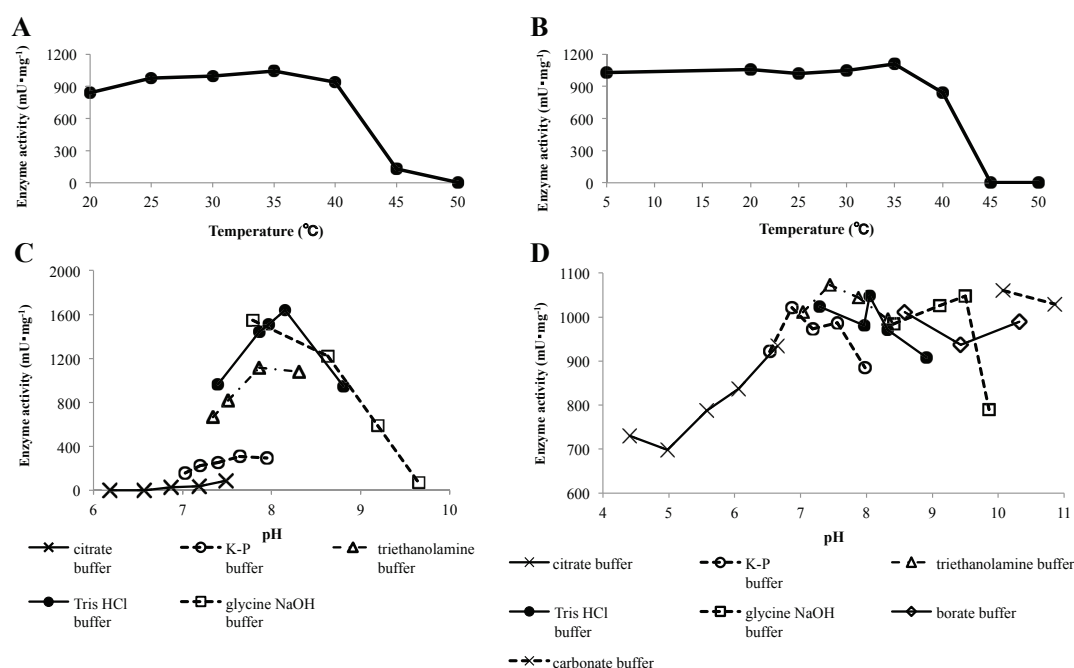 A
Enzyme activity (mU・mg-1)
1200
900
600
300
0
20 25 30 35 40 45 50
Temperature (℃)
B
Enzyme activity (mU・mg-1)
1200
900
600
300
0
5 10 15 20 25 30 35 40 45 50
Temperature (℃)
C
Enzyme activity (mU・mg-1)
2000
1600
1200
800
400
0
6 7 8 9 10
pH
citrate buffer
K-P buffer
triethanolamine buffer
Tris HCl buffer
glycine NaOH buffer
D
Enzyme activity (mU・mg-1)
1100
1000
900
800
700
600
4 5 6 7 8 9 10 11
pH
citrate buffer
K-P buffer
triethanolamine buffer
Tris HCl buffer
glycine NaOH buffer
borate buffer
carbonate buffer